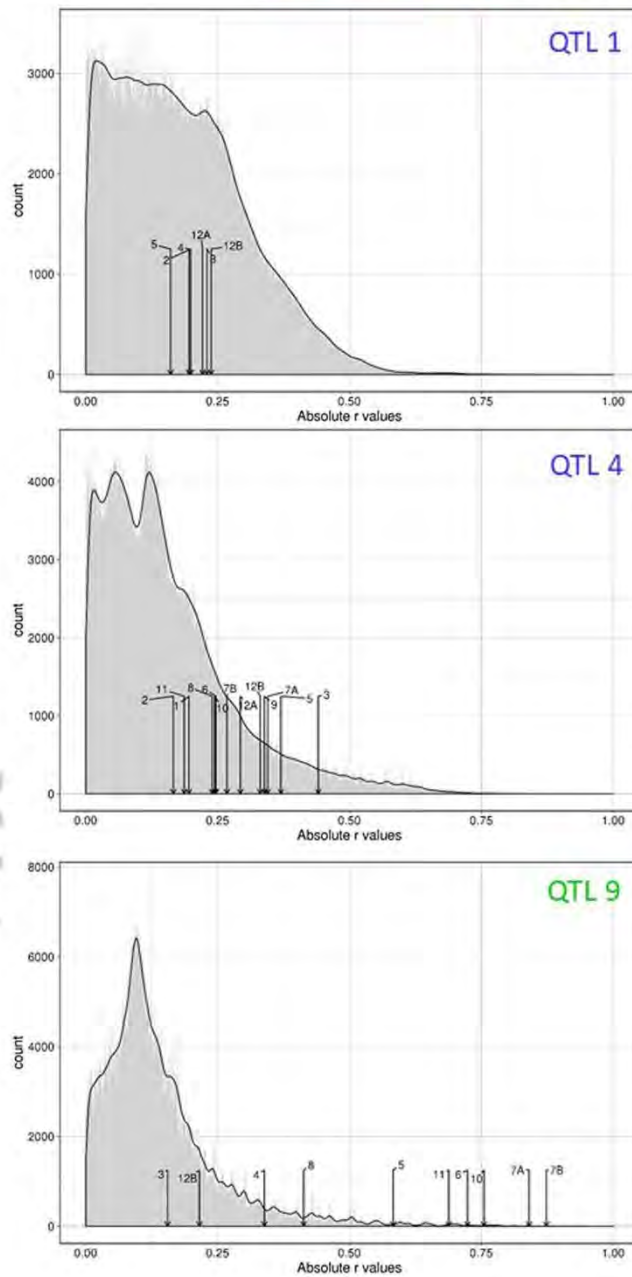 QTL 1
3000
2000
count
12A
5 4 12B
2 3
1000
0
0.00 0.25 0.50 0.75 1.00
Absolute r values
QTL 4
4000
3000
count
2000
11 8 6 7B 12B 7A 3
2 1 10 12A 9 5
1000
0
0.00 0.25 0.50 0.75 1.00
Absolute r values
QTL 9
8000
6000
count
4000
2000
3 12B 4 8 5 11 6 10 7A 7B
0
0.00 0.25 0.50 0.75 1.00
Absolute r values